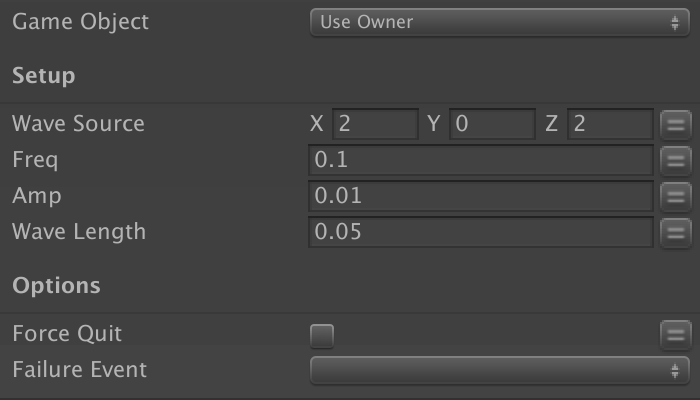 Game Object Use Owner
Setup
Wave Source X 2 Y 0 Z 2
Freq 0.1
Amp 0.01
Wave Length 0.05
Options
Force Quit
Failure Event